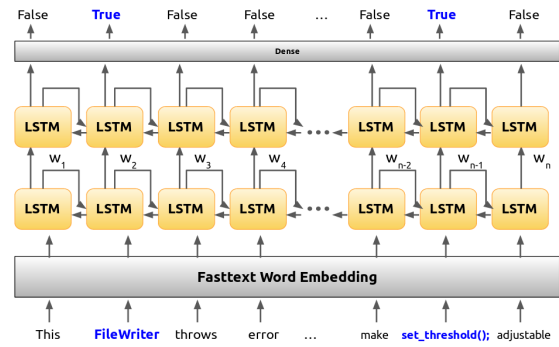 False True False False ... False True False
Dense
LSTM LSTM LSTM LSTM ... LSTM LSTM LSTM
w1 w2 w3 w4 wn-2 wn-1 wn
LSTM LSTM LSTM LSTM ... LSTM LSTM LSTM
Fasttext Word Embedding
This FileWriter throws error ... make set_threshold(); adjustable